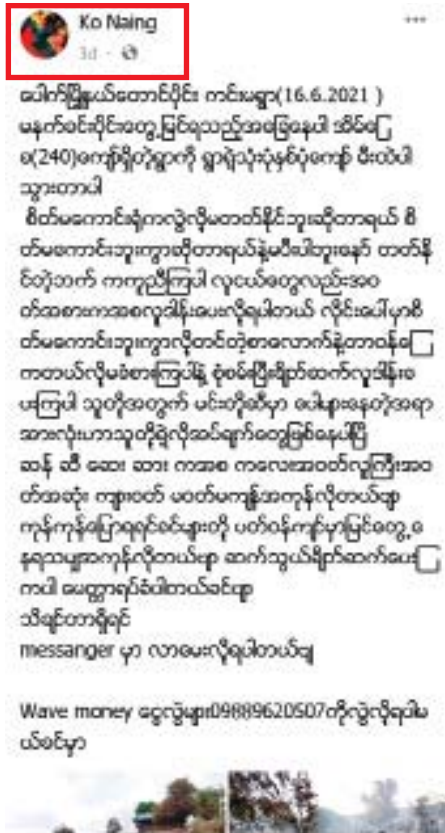 Ko Naing
3d
ပေါက်မြို့နယ်တောင်ပိုင်း ကင်းမရွာ(16.6.2021 )
မနက်ခင်းပိုင်းတွေ့မြင်ရသည့်အခြေနေပါ အိမ်ခြေ
(240)ကျော်ရှိတဲ့ရွာကို ရွာရဲ့သုံးပုံနှစ်ပုံကျော် မီးထဲပါ
သွားတာပါ
စိတ်မကောင်းရုံကလွဲလို့မတတ်နိုင်ဘူးဆိုတာရယ် စိ
တ်မကောင်းဘူးကွာဆိုတာရယ်နဲ့မပြီးပါဘူးနော် တတ်နို
င်တဲ့ဘက် ကကူညီကြပါ လူငယ်တွေလည်းအဝ
တ်အစားကအစလှူဒါန်းပေးလို့ရပါတယ် လိုင်းပေါ်မှာစိ
တ်မကောင်းဘူးကွာလို့တင်တဲ့စာလောက်နဲ့တာဝန်ကြေ
တယ်လို့မခံစားကြပါနဲ့ စုံစမ်းပြီးချိတ်ဆက်လှူဒါန်းပေ
းကြပါ သူတို့အတွက် မင်းတို့ဆီမှာ ပေါများနေတဲ့အရာ
အားလုံးဟာသူတို့ရဲ့လိုအပ်ချက်တွေဖြစ်နေပါပြီ
ဆန် ဆီ ဆေး ဆား ကအစ ကလေးအဝတ်လူကြီးအဝ
တ်အဆုံး ကျားဝတ် မဝတ်မကျန်အကုန်လိုတယ်ဗျာ
ကုန်ကုန်ပြောရရင်ခင်များတို့ ပတ်ဝန်ကျင်မှာမြင်တွေ့နေ
ရသမျှအကုန်လိုတယ်ဗျာ ဆက်သွယ်ချိတ်ဆက်ပေးကြ
ပါ မေတ္တာရပ်ခံပါတယ်ခင်ဗျာ
သိချင်တာရှိရင်
messanger မှာ လာမေးလို့ရပါတယ်ဗျ
Wave money ငွေလွှဲများ09889620507ကိုလွှဲလို့ရပါမ
ယ်ခင်မှာ